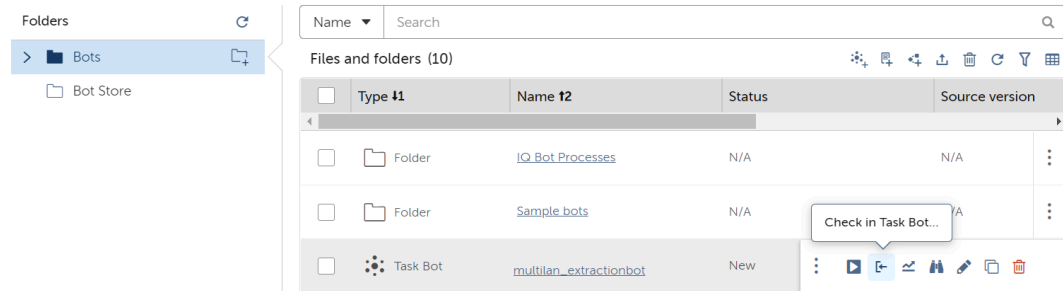 Folders
Name Search
Bots
Files and folders (10)
Bot Store
Type ↓1 Name ↑2 Status Source version
Folder IQ Bot Processes N/A N/A
Folder Sample bots N/A /A
Check in Task Bot...
Task Bot multilan_extractionbot New